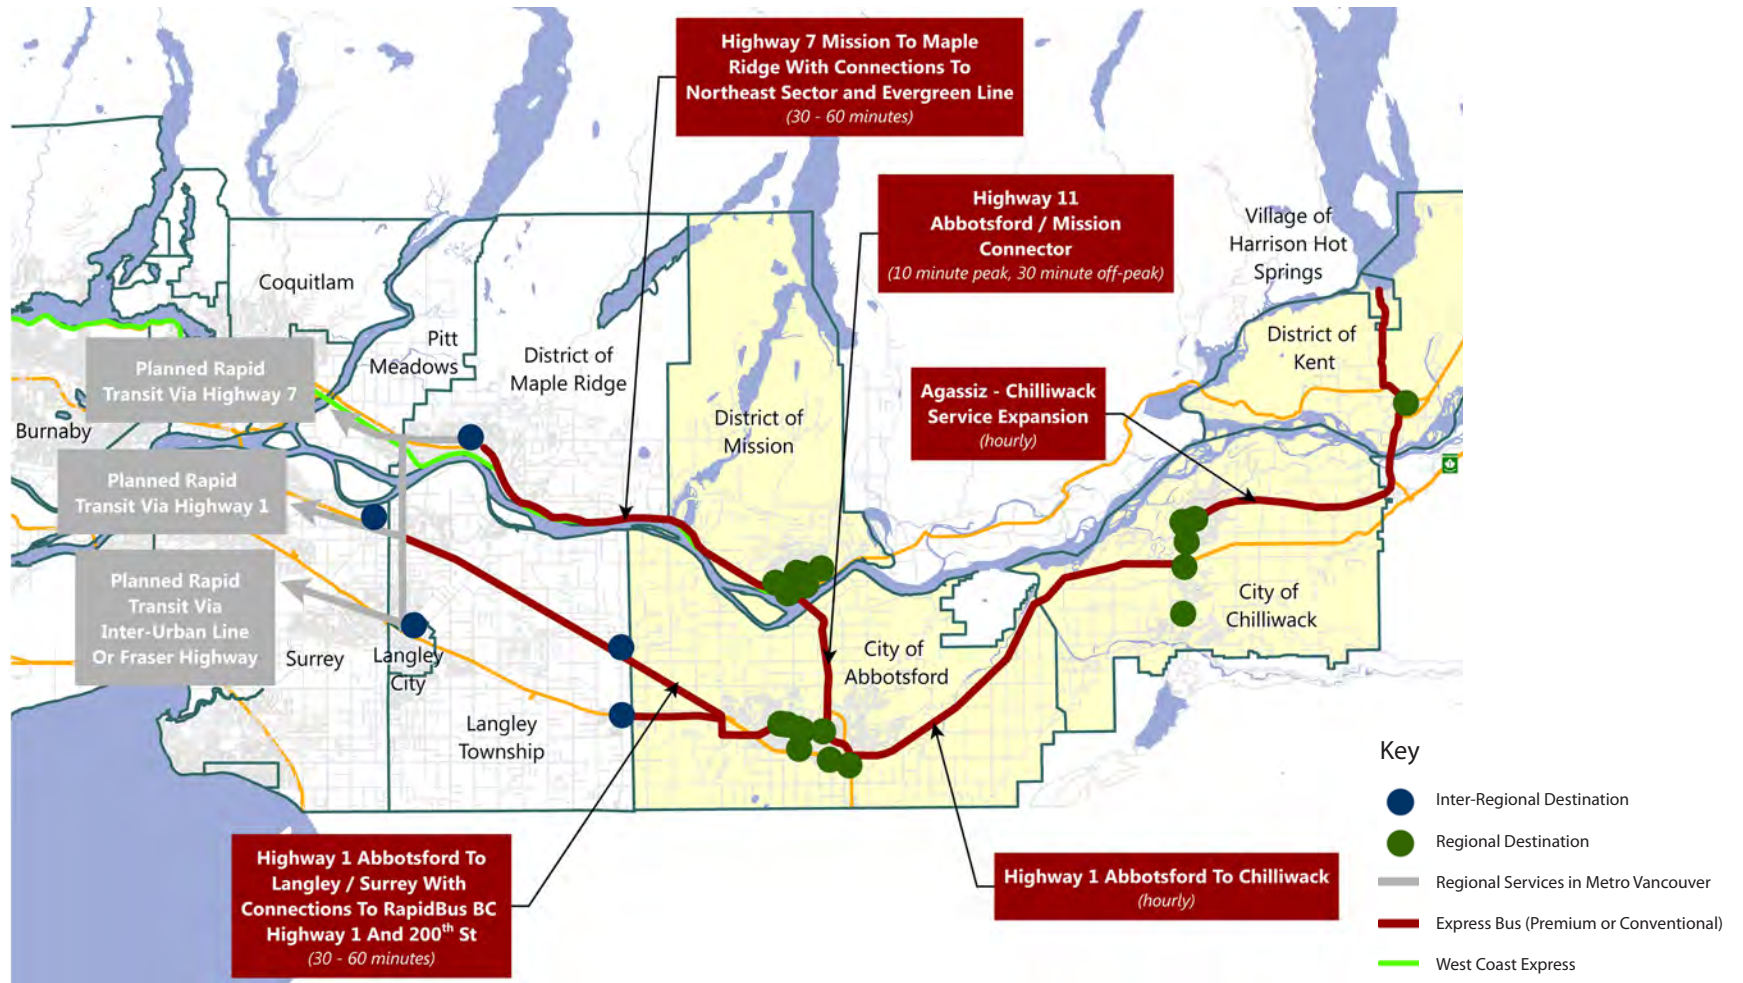 Highway 7 Mission To Maple
Ridge With Connections To
Northeast Sector and Evergreen Line
(30 - 60 minutes)
Highway 11
Abbotsford / Mission
Connector
(10 minute peak, 30 minute off-peak)
Village of
Harrison Hot
Springs
Coquitlam
Pitt
Meadows
District of
Maple Ridge
District of
Kent
Planned Rapid
Transit Via Highway 7
Agassiz - Chilliwack
Service Expansion
(hourly)
Burnaby
District of
Mission
Planned Rapid
Transit Via Highway 1
Planned Rapid
Transit Via
Inter-Urban Line
Or Fraser Highway
Surrey
Langley
City
City of
Abbotsford
City of
Chilliwack
Langley
Township
Highway 1 Abbotsford To
Langley / Surrey With
Connections To RapidBus BC
Highway 1 And 200th St
(30 - 60 minutes)
Highway 1 Abbotsford To Chilliwack
(hourly)
Key
Inter-Regional Destination
Regional Destination
Regional Services in Metro Vancouver
Express Bus (Premium or Conventional)
West Coast Express